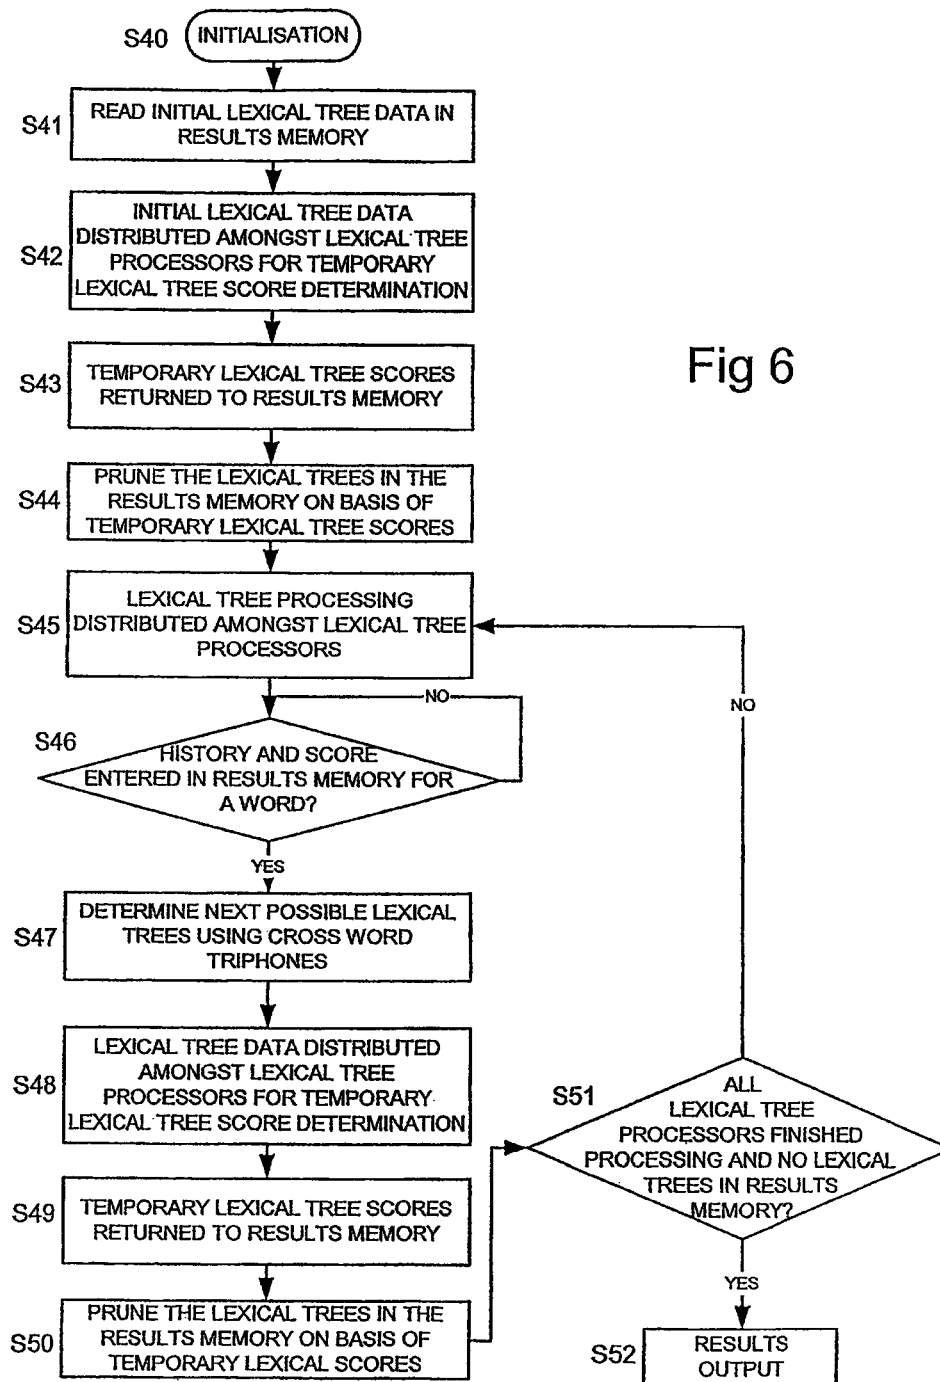 S40
INITIALISATION
S41
READ INITIAL LEXICAL TREE DATA IN
RESULTS MEMORY
S42
INITIAL LEXICAL TREE DATA
DISTRIBUTED AMONGST LEXICAL TREE
PROCESSORS FOR TEMPORARY
LEXICAL TREE SCORE DETERMINATION
Fig 6
S43
TEMPORARY LEXICAL TREE SCORES
RETURNED TO RESULTS MEMORY
S44
PRUNE THE LEXICAL TREES IN THE
RESULTS MEMORY ON BASIS OF
TEMPORARY LEXICAL TREE SCORES
S45
LEXICAL TREE PROCESSING
DISTRIBUTED AMONGST LEXICAL TREE
PROCESSORS
NO
NO
S46
HISTORY AND SCORE
ENTERED IN RESULTS MEMORY FOR
A WORD?
YES
S47
DETERMINE NEXT POSSIBLE LEXICAL
TREES USING CROSS WORD
TRIPHONES
S48
LEXICAL TREE DATA DISTRIBUTED
AMONGST LEXICAL TREE
PROCESSORS FOR TEMPORARY
LEXICAL TREE SCORE DETERMINATION
S49
TEMPORARY LEXICAL TREE SCORES
RETURNED TO RESULTS MEMORY
S50
PRUNE THE LEXICAL TREES IN THE
RESULTS MEMORY ON BASIS OF
TEMPORARY LEXICAL SCORES
S51
ALL
LEXICAL TREE
PROCESSORS FINISHED
PROCESSING AND NO LEXICAL
TREES IN RESULTS
MEMORY?
YES
S52
RESULTS
OUTPUT